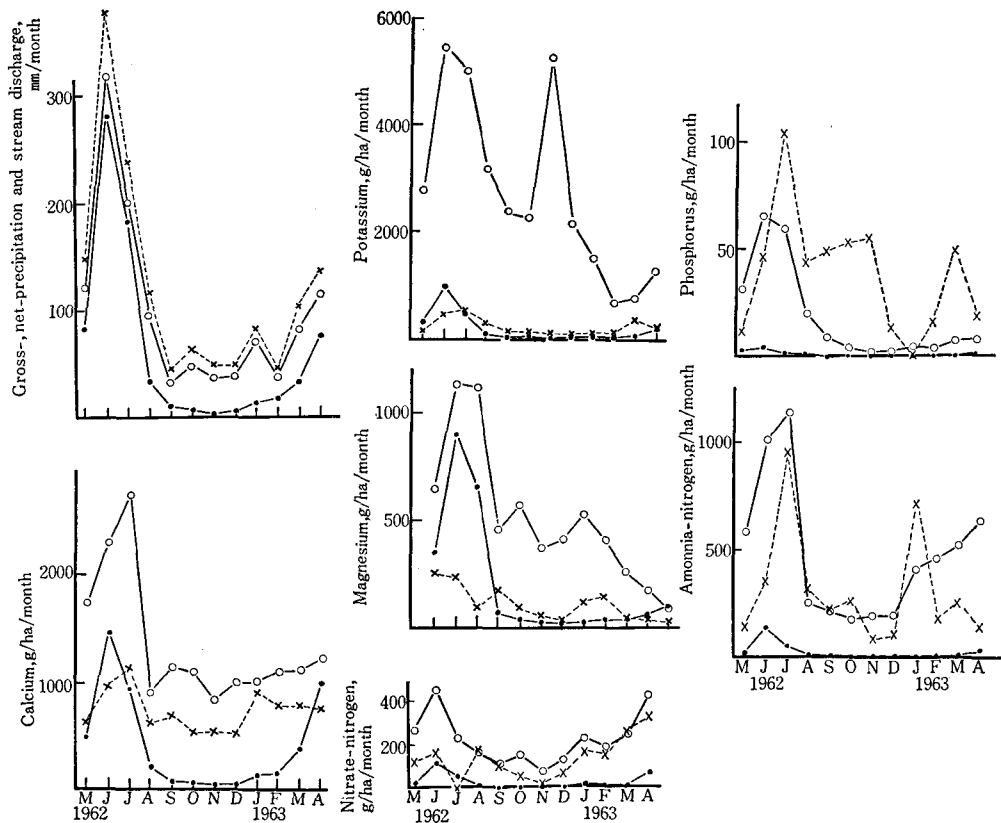 Gross-, net-precipitation and stream discharge,
mm/month
300
200
100
Potassium, g/ha/month
6000
4000
2000
Phosphorus, g/ha/month
100
50
Calcium, g/ha/month
2000
1000
M J J A S O N D J F M A
1962 1963
Magnesium, g/ha/month
1000
500
Nitrate-nitrogen,
g/ha/month
400
200
M J J A S O N D J F M A
1962 1963
Amonnia-nitrogen, g/ha/month
1000
500
M J J A S O N D J F M A
1962 1963